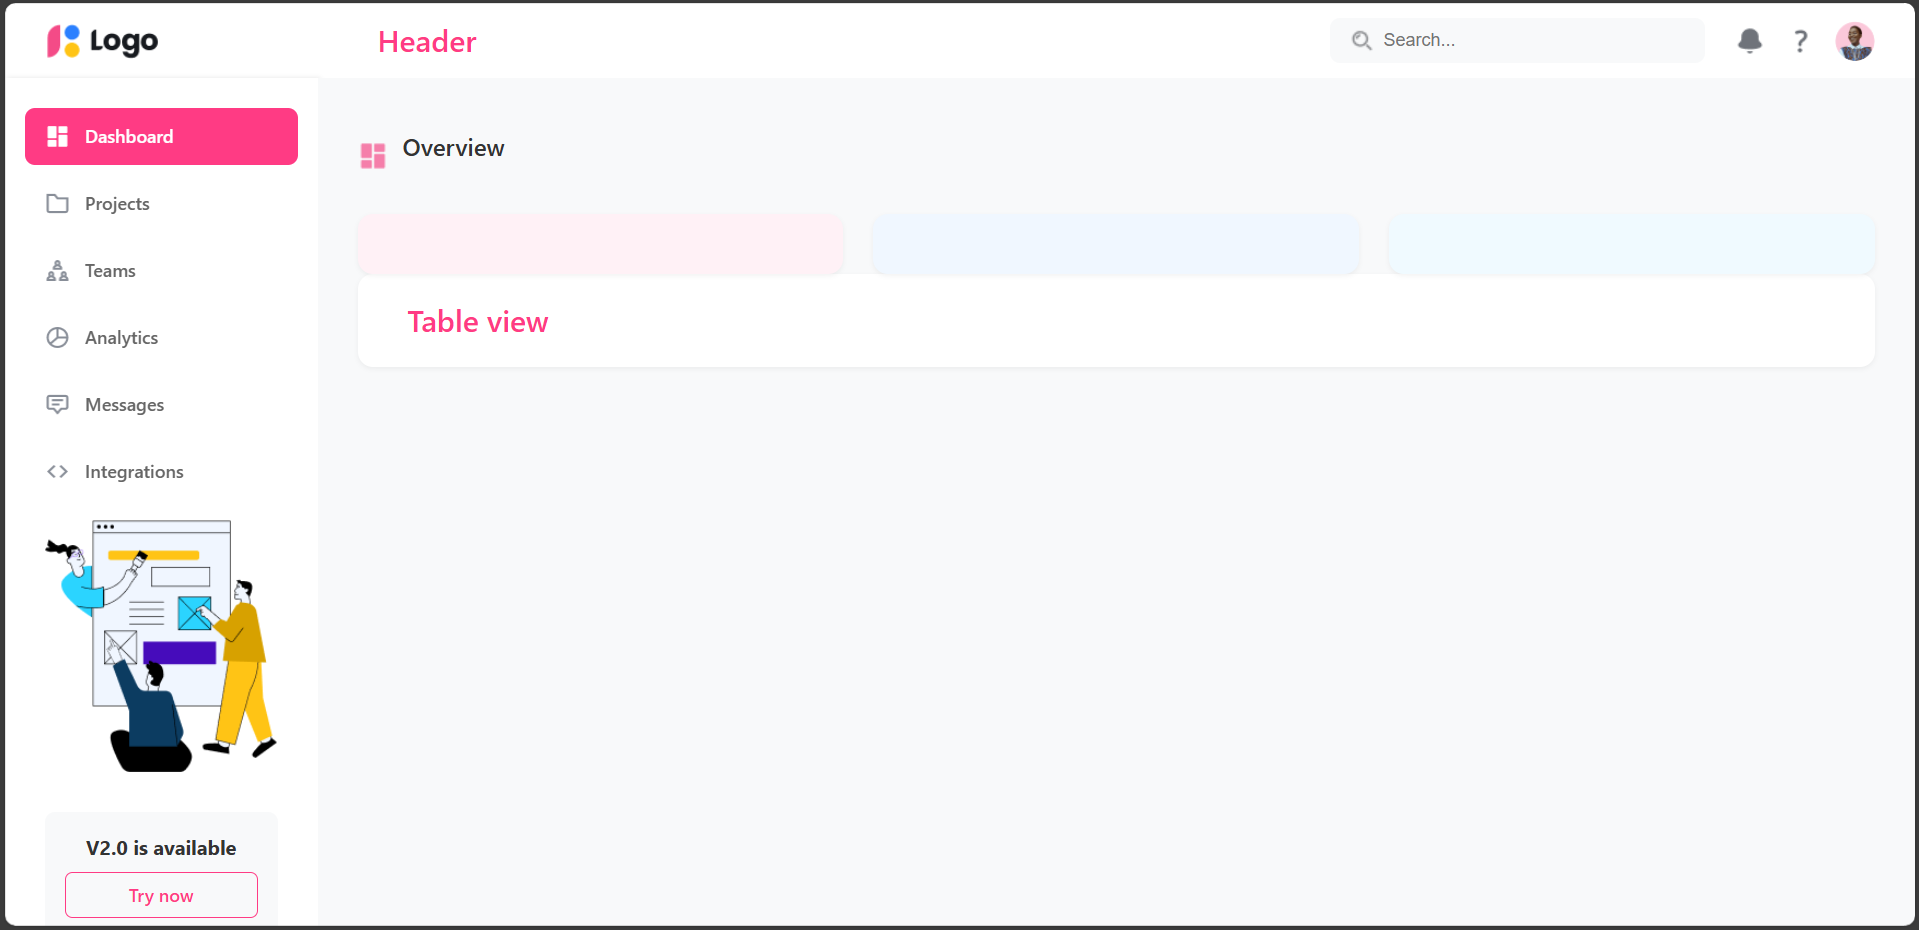 Logo
Header
Search...
?
Dashboard
Projects
Teams
Analytics
Messages
Integrations
Overview
Table view
V2.0 is available
Try now